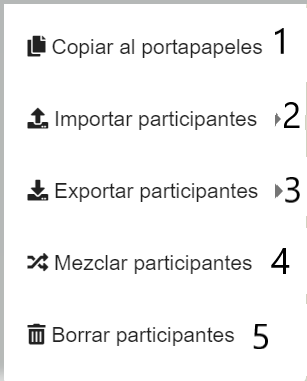 Copiar al portapapeles 1
Importar participantes 2
Exportar participantes 3
Mezclar participantes 4
Borrar participantes 5